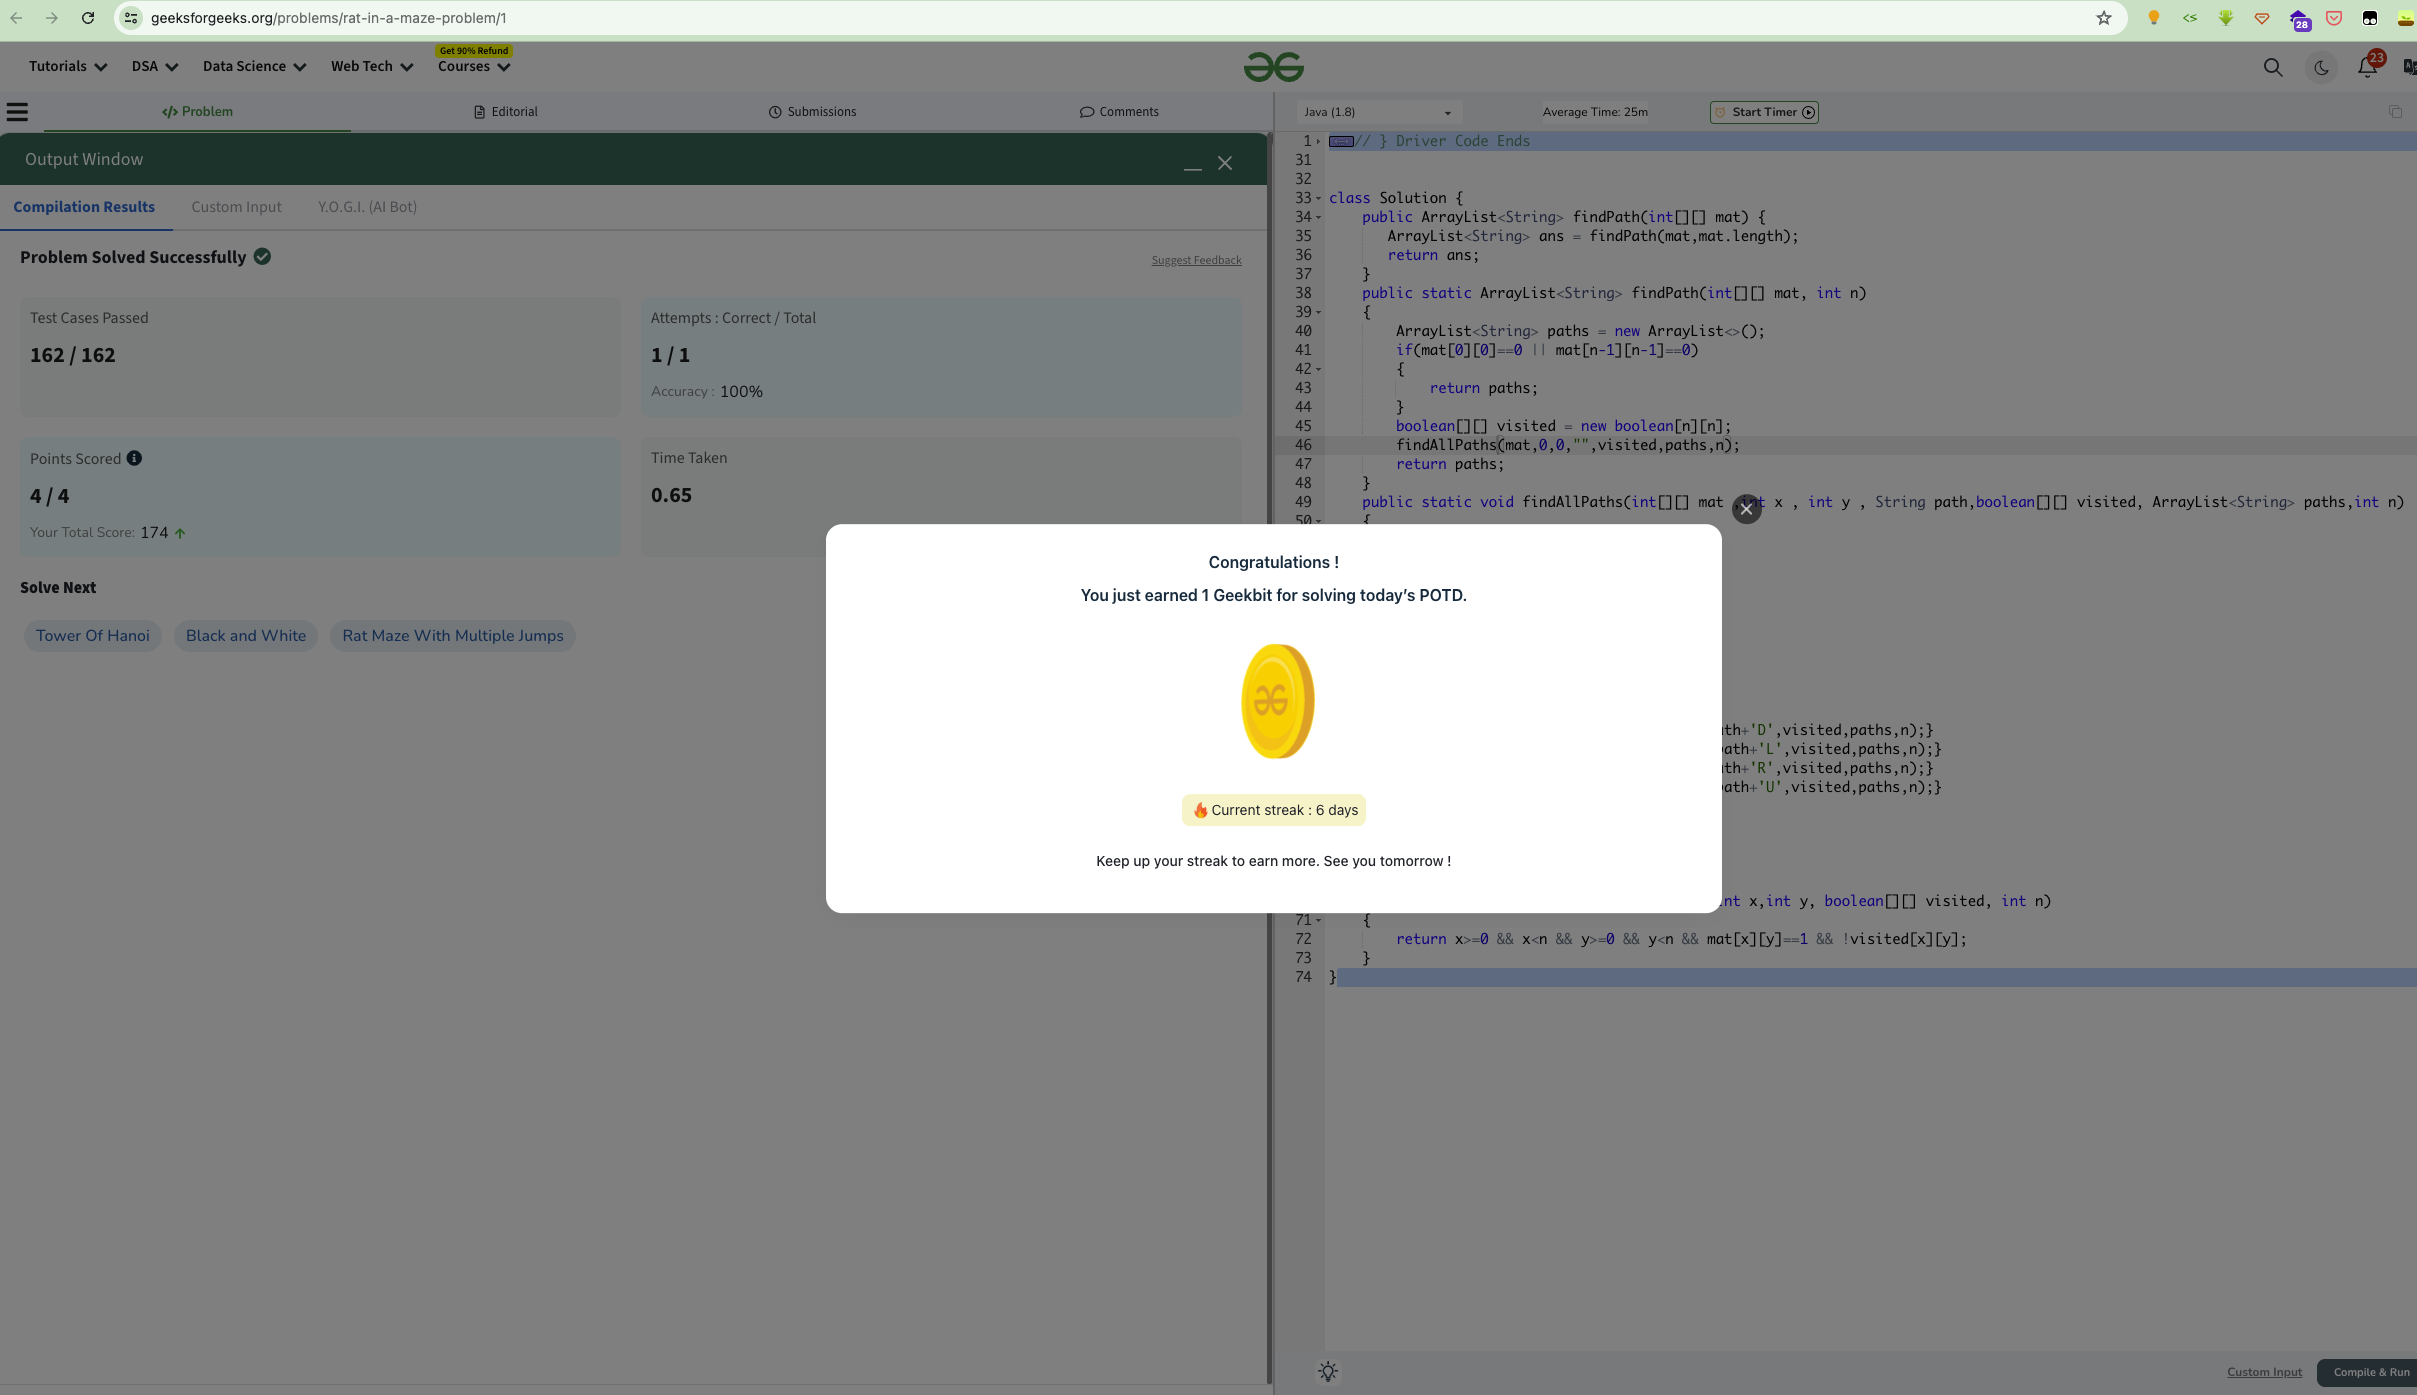 geeksforgeeks.org/problems/rat-in-a-maze-problem/1
28
Get 90% Refund
Tutorials DSA Data Science Web Tech Courses
23
Problem Editorial Submissions Comments
Java (1.8) Average Time: 25m Start Timer
Output Window
Compilation Results Custom Input Y.O.G.I. (AI Bot)
Problem Solved Successfully
Suggest Feedback
Test Cases Passed
162 / 162
Attempts : Correct / Total
1 / 1
Accuracy : 100%
Points Scored
4 / 4
Your Total Score: 174
Time Taken
0.65
Solve Next
Tower Of Hanoi Black and White Rat Maze With Multiple Jumps
Congratulations !
You just earned 1 Geekbit for solving today's POTD.
Current streak : 6 days
Keep up your streak to earn more. See you tomorrow !
1 // } Driver Code Ends
31
32
33 class Solution {
34 public ArrayList<String> findPath(int[][] mat) {
35 ArrayList<String> ans = findPath(mat,mat.length);
36 return ans;
37 }
38 public static ArrayList<String> findPath(int[][] mat, int n)
39 {
40 ArrayList<String> paths = new ArrayList<>();
41 if(mat[0][0]==0 || mat[n-1][n-1]==0)
42 {
43 return paths;
44 }
45 boolean[][] visited = new boolean[n][n];
46 findAllPaths(mat,0,0,"",visited,paths,n);
47 return paths;
48 }
49 public static void findAllPaths(int[][] mat ,int x , int y , String path,boolean[][] visited, ArrayList<String> paths,int n)
50 {
th+'D',visited,paths,n);}
ath+'L',visited,paths,n);}
th+'R',visited,paths,n);}
ath+'U',visited,paths,n);}
int x,int y, boolean[][] visited, int n)
71 {
72 return x>=0 && x<n && y>=0 && y<n && mat[x][y]==1 && !visited[x][y];
73 }
74 }
Custom Input Compile & Run